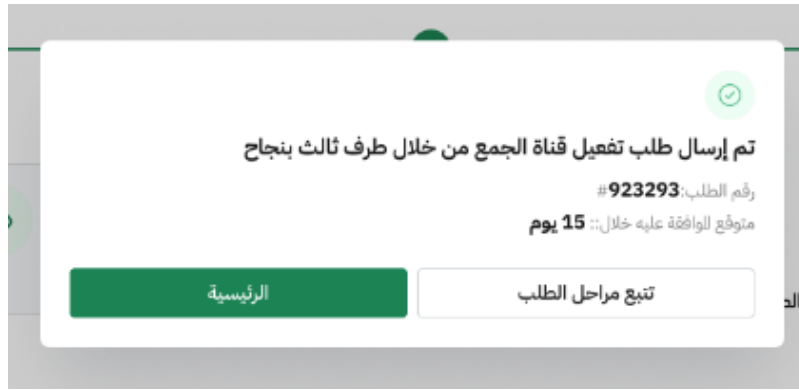 تم إرسال طلب تفعيل قناة الجمع من خلال طرف ثالث بنجاح
رقم الطلب:923293#
متوقع الموافقة عليه خلال:: 15 يوم
تتبع مراحل الطلب
الرئيسية